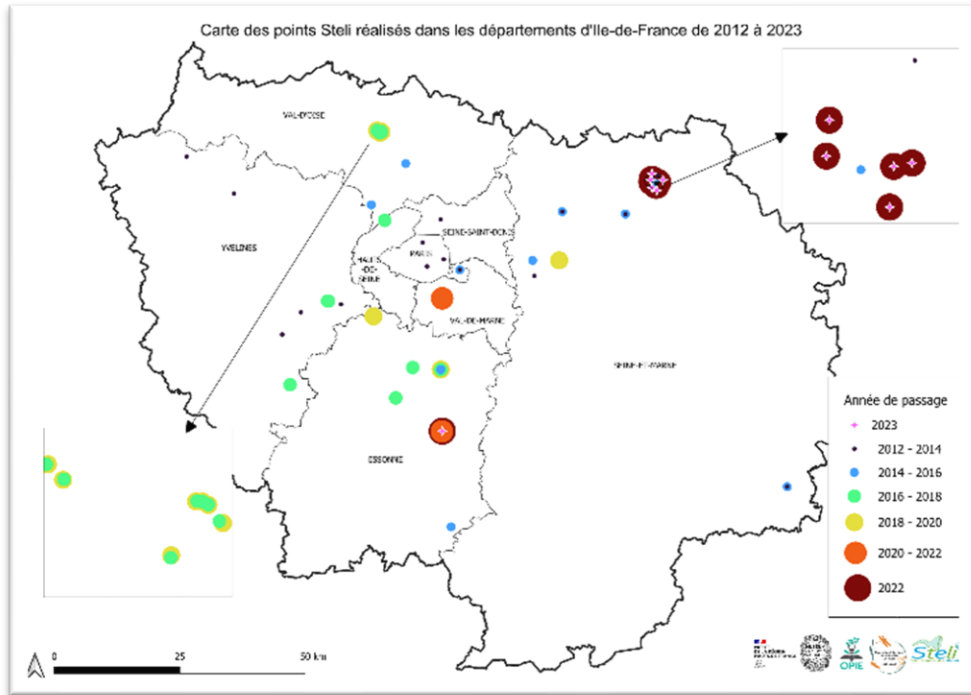 Carte des points Steli réalisés dans les départements d'Ile-de-France de 2012 à 2023
VAL-D'OISE
YVELINES
SEINE-SAINT-DENIS
PARIS
HAUTS
-DE-
SEINE
VAL-DE-MARNE
SEINE-ET-MARNE
ESSONNE
Année de passage
2023
2012 - 2014
2014 - 2016
2016 - 2018
2018 - 2020
2020 - 2022
2022
0
25
50 km
OPIE
Steli